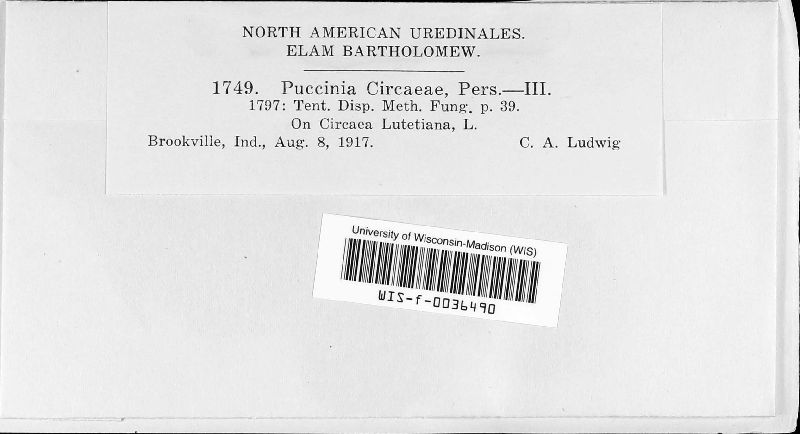 NORTH AMERICAN UREDINALES.
ELAM BARTHOLOMEW.
1749. Puccinia Circaeae, Pers.—III.
1797: Tent. Disp. Meth. Fung. p. 39.
On Circaea Lutetiana, L.
Brookville, Ind., Aug. 8, 1917. C. A. Ludwig
University of Wisconsin-Madison (WIS)
WIS-f-0036490